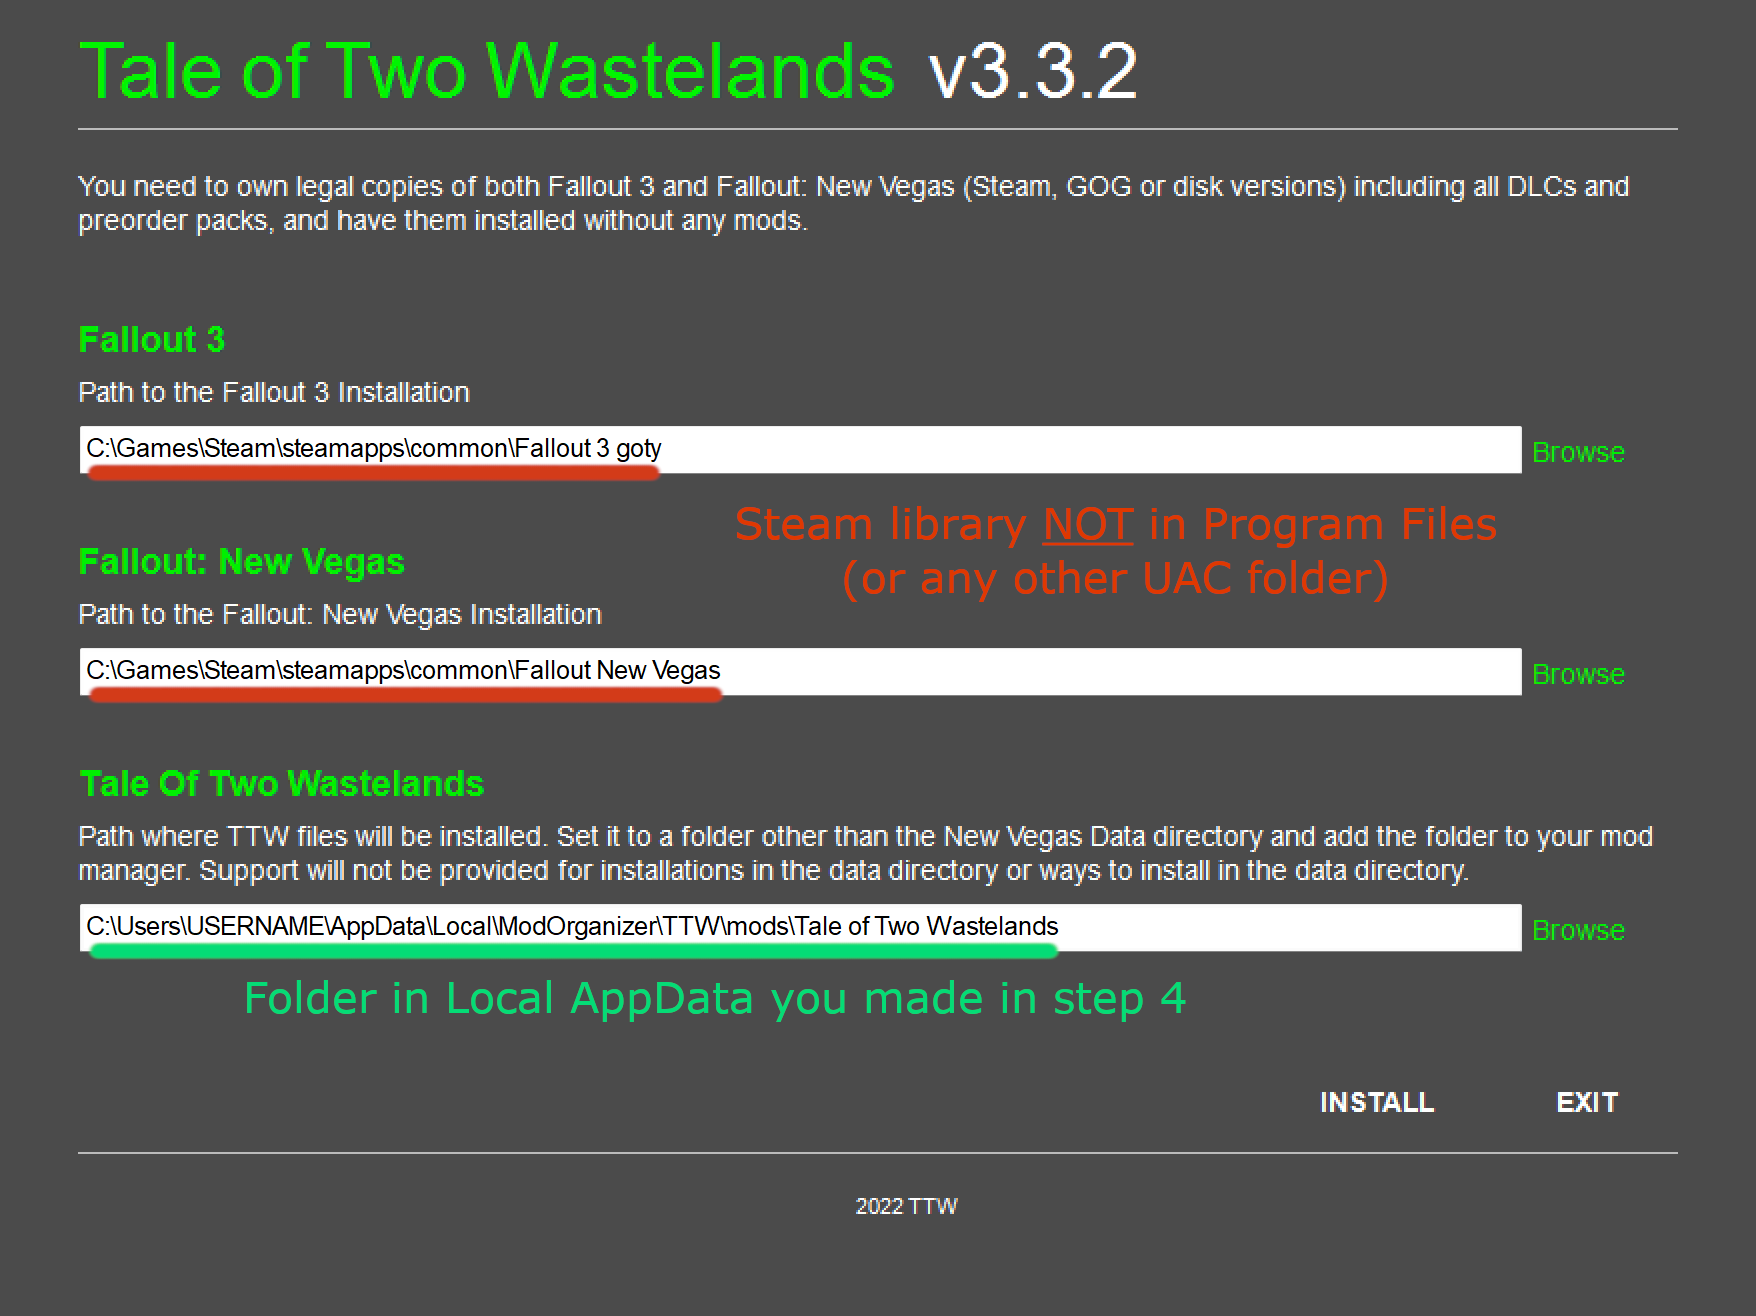 Tale of Two Wastelands v3.3.2
You need to own legal copies of both Fallout 3 and Fallout: New Vegas (Steam, GOG or disk versions) including all DLCs and
preorder packs, and have them installed without any mods.
Fallout 3
Path to the Fallout 3 Installation
C:\Games\Steam\steamapps\common\Fallout 3 goty
Browse
Steam library NOT in Program Files
(or any other UAC folder)
Fallout: New Vegas
Path to the Fallout: New Vegas Installation
C:\Games\Steam\steamapps\common\Fallout New Vegas
Browse
Tale Of Two Wastelands
Path where TTW files will be installed. Set it to a folder other than the New Vegas Data directory and add the folder to your mod
manager. Support will not be provided for installations in the data directory or ways to install in the data directory.
C:\Users\USERNAME\AppData\Local\ModOrganizer\TTW\mods\Tale of Two Wastelands
Browse
Folder in Local AppData you made in step 4
INSTALL
EXIT
2022 TTW